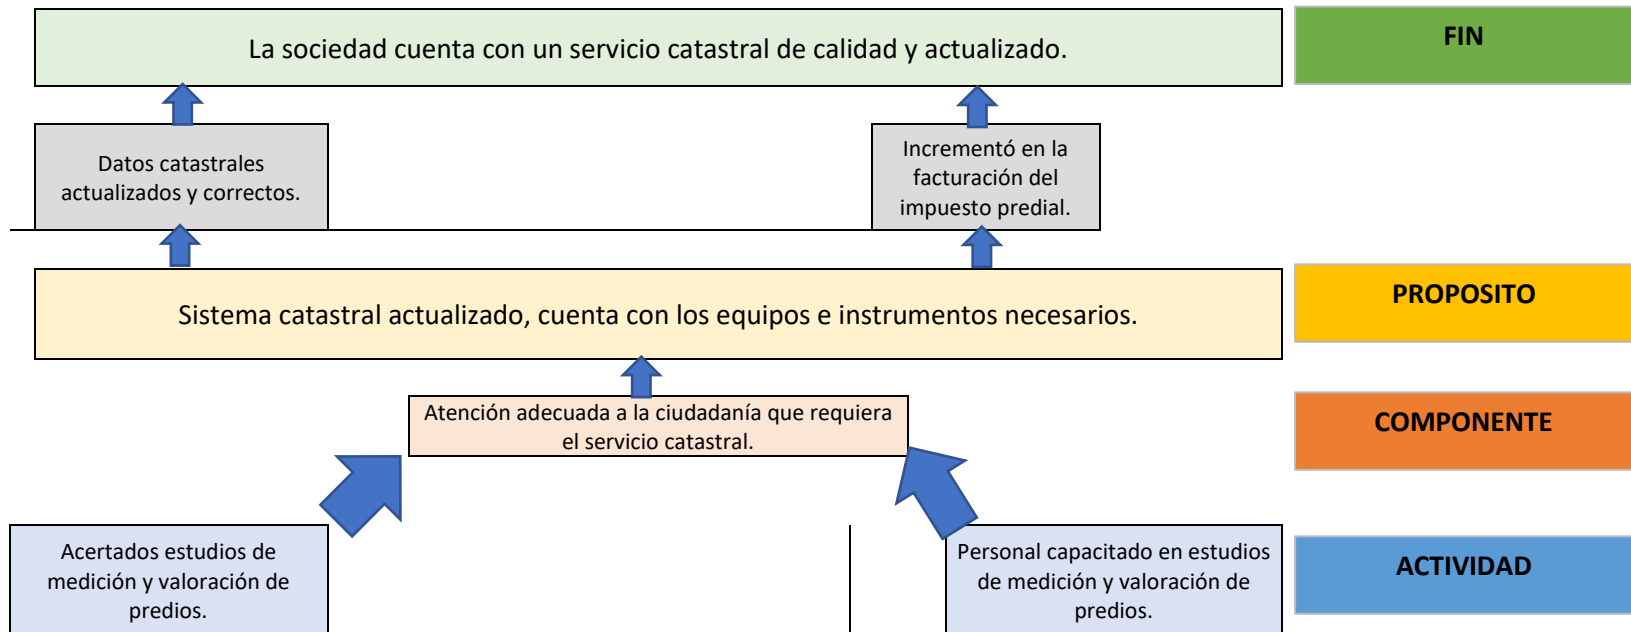 La sociedad cuenta con un servicio catastral de calidad y actualizado.
FIN
Datos catastrales
actualizados y correctos.
Incrementó en la
facturación del
impuesto predial.
Sistema catastral actualizado, cuenta con los equipos e instrumentos necesarios.
PROPOSITO
Atención adecuada a la ciudadanía que requiera
el servicio catastral.
COMPONENTE
Acertados estudios de
medición y valoración de
predios.
Personal capacitado en estudios
de medición y valoración de
predios.
ACTIVIDAD